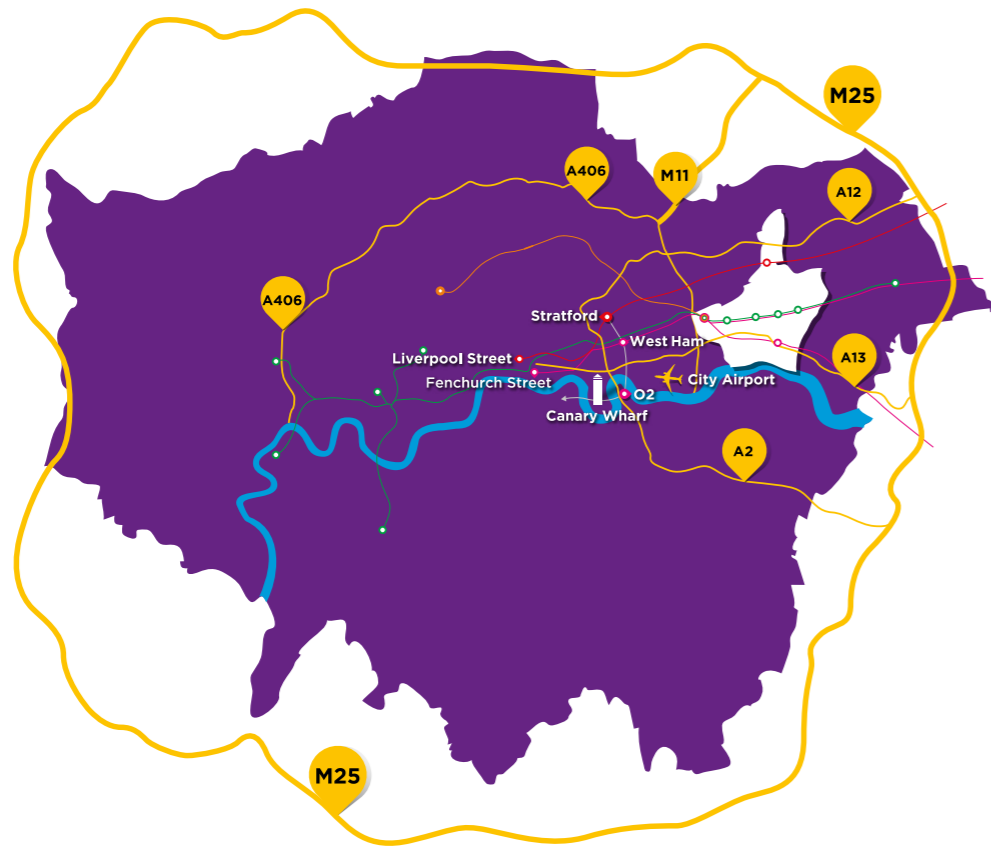 M25
A406
M11
A12
A406
Stratford
West Ham
Liverpool Street
Fenchurch Street
A13
City Airport
O2
Canary Wharf
A2
M25